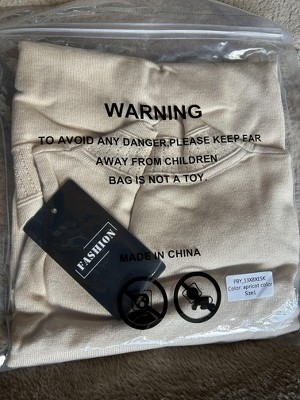 WARNING
TO AVOID ANY DANGER,PLEASE KEEP FAR
AWAY FROM CHILDREN
BAG IS NOT A TOY.
FASHION
MADE IN CHINA
Color: apricot color